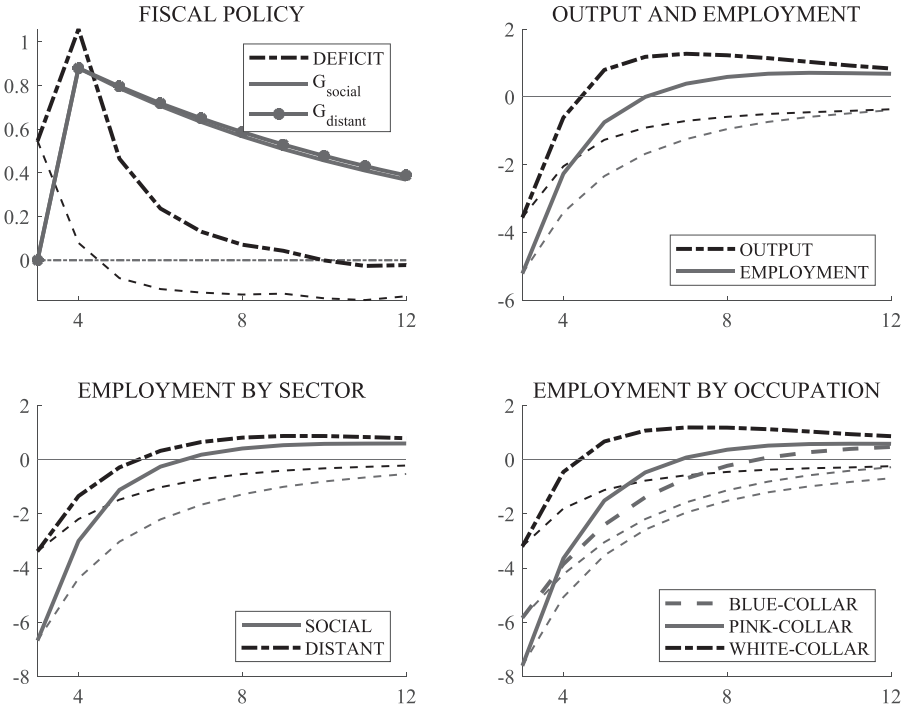 FISCAL POLICY
1
0.8
0.6
0.4
0.2
0
4
8
12
DEFICIT
G social
G distant
OUTPUT AND EMPLOYMENT
2
0
-2
-4
-6
4
8
12
OUTPUT
EMPLOYMENT
EMPLOYMENT BY SECTOR
2
0
-2
-4
-6
-8
4
8
12
SOCIAL
DISTANT
EMPLOYMENT BY OCCUPATION
2
0
-2
-4
-6
-8
4
8
12
BLUE-COLLAR
PINK-COLLAR
WHITE-COLLAR